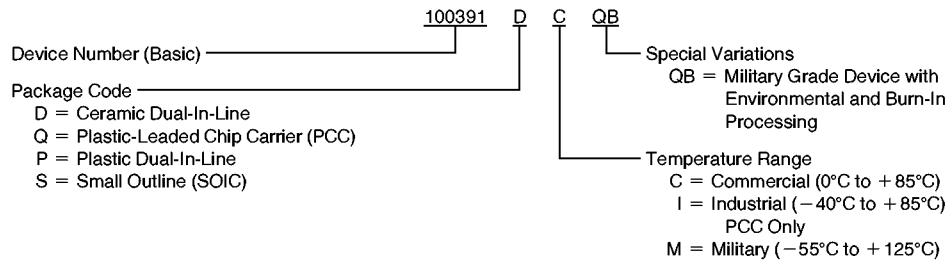 100391 D C QB
Device Number (Basic)
Package Code
D = Ceramic Dual-In-Line
Q = Plastic-Leaded Chip Carrier (PCC)
P = Plastic Dual-In-Line
S = Small Outline (SOIC)
Special Variations
QB = Military Grade Device with
Environmental and Burn-In
Processing
Temperature Range
C = Commercial (0°C to +85°C)
I = Industrial (−40°C to +85°C)
PCC Only
M = Military (−55°C to +125°C)